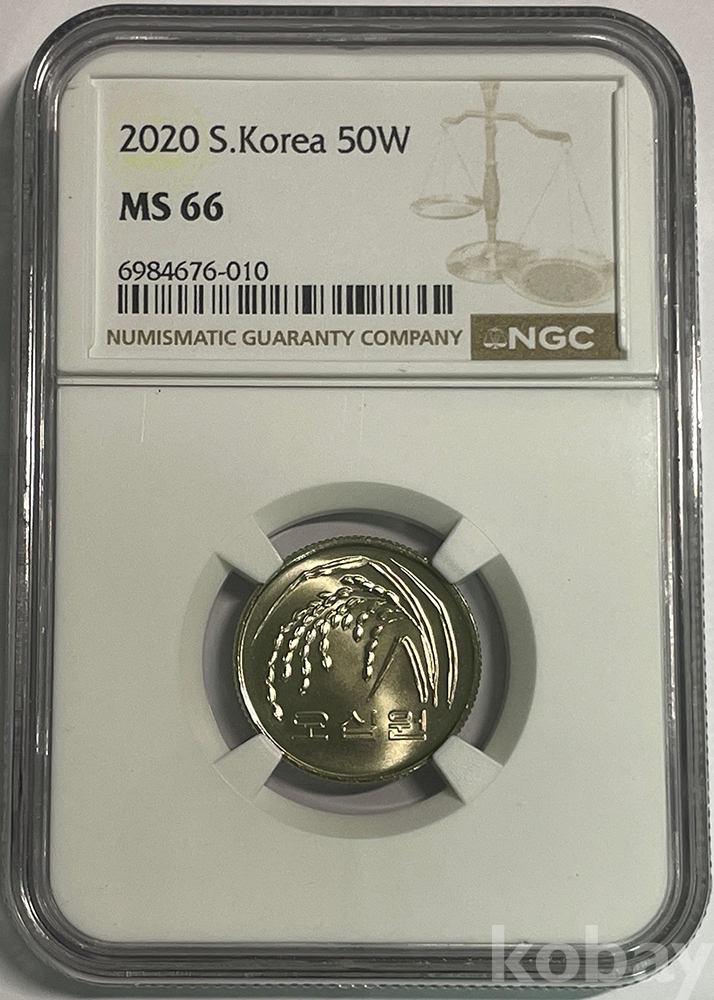 2020 S.Korea 50W
MS 66
6984676-010
NUMISMATIC GUARANTY COMPANY
NGC
오십원
kobay